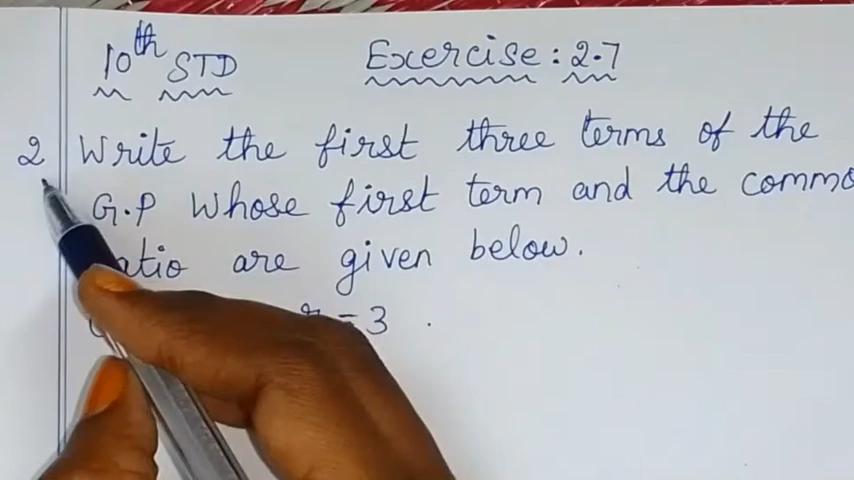 10th STD Exercise: 2.7
2 Write the first three terms of the
G.P whose first term and the commo
atio are given below.
= 3 .